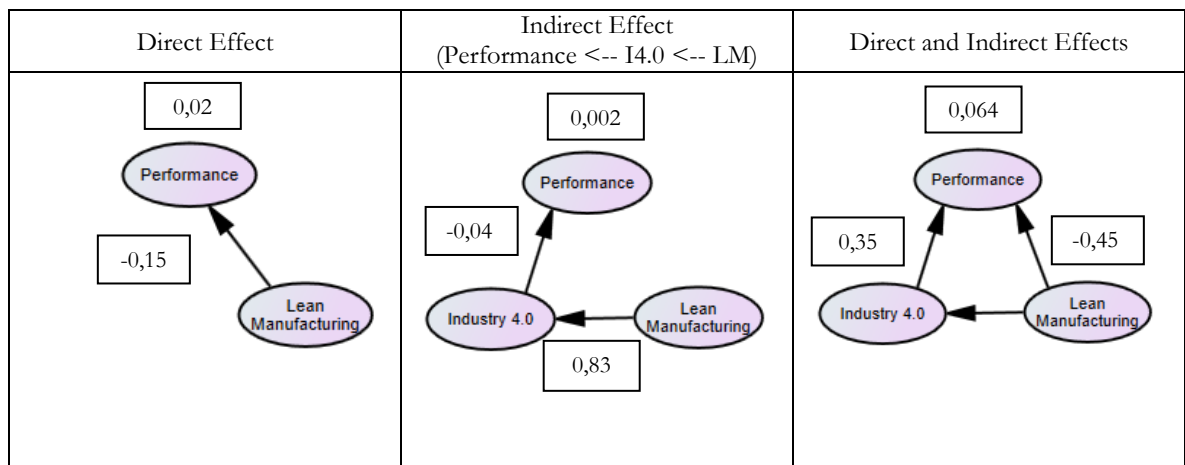 Direct Effect
Indirect Effect
(Performance <-- I4.0 <-- LM)
Direct and Indirect Effects
0,02
Performance
-0,15
Lean
Manufacturing
0,002
Performance
-0,04
Industry 4.0
Lean
Manufacturing
0,83
0,064
Performance
0,35
-0,45
Industry 4.0
Lean
Manufacturing